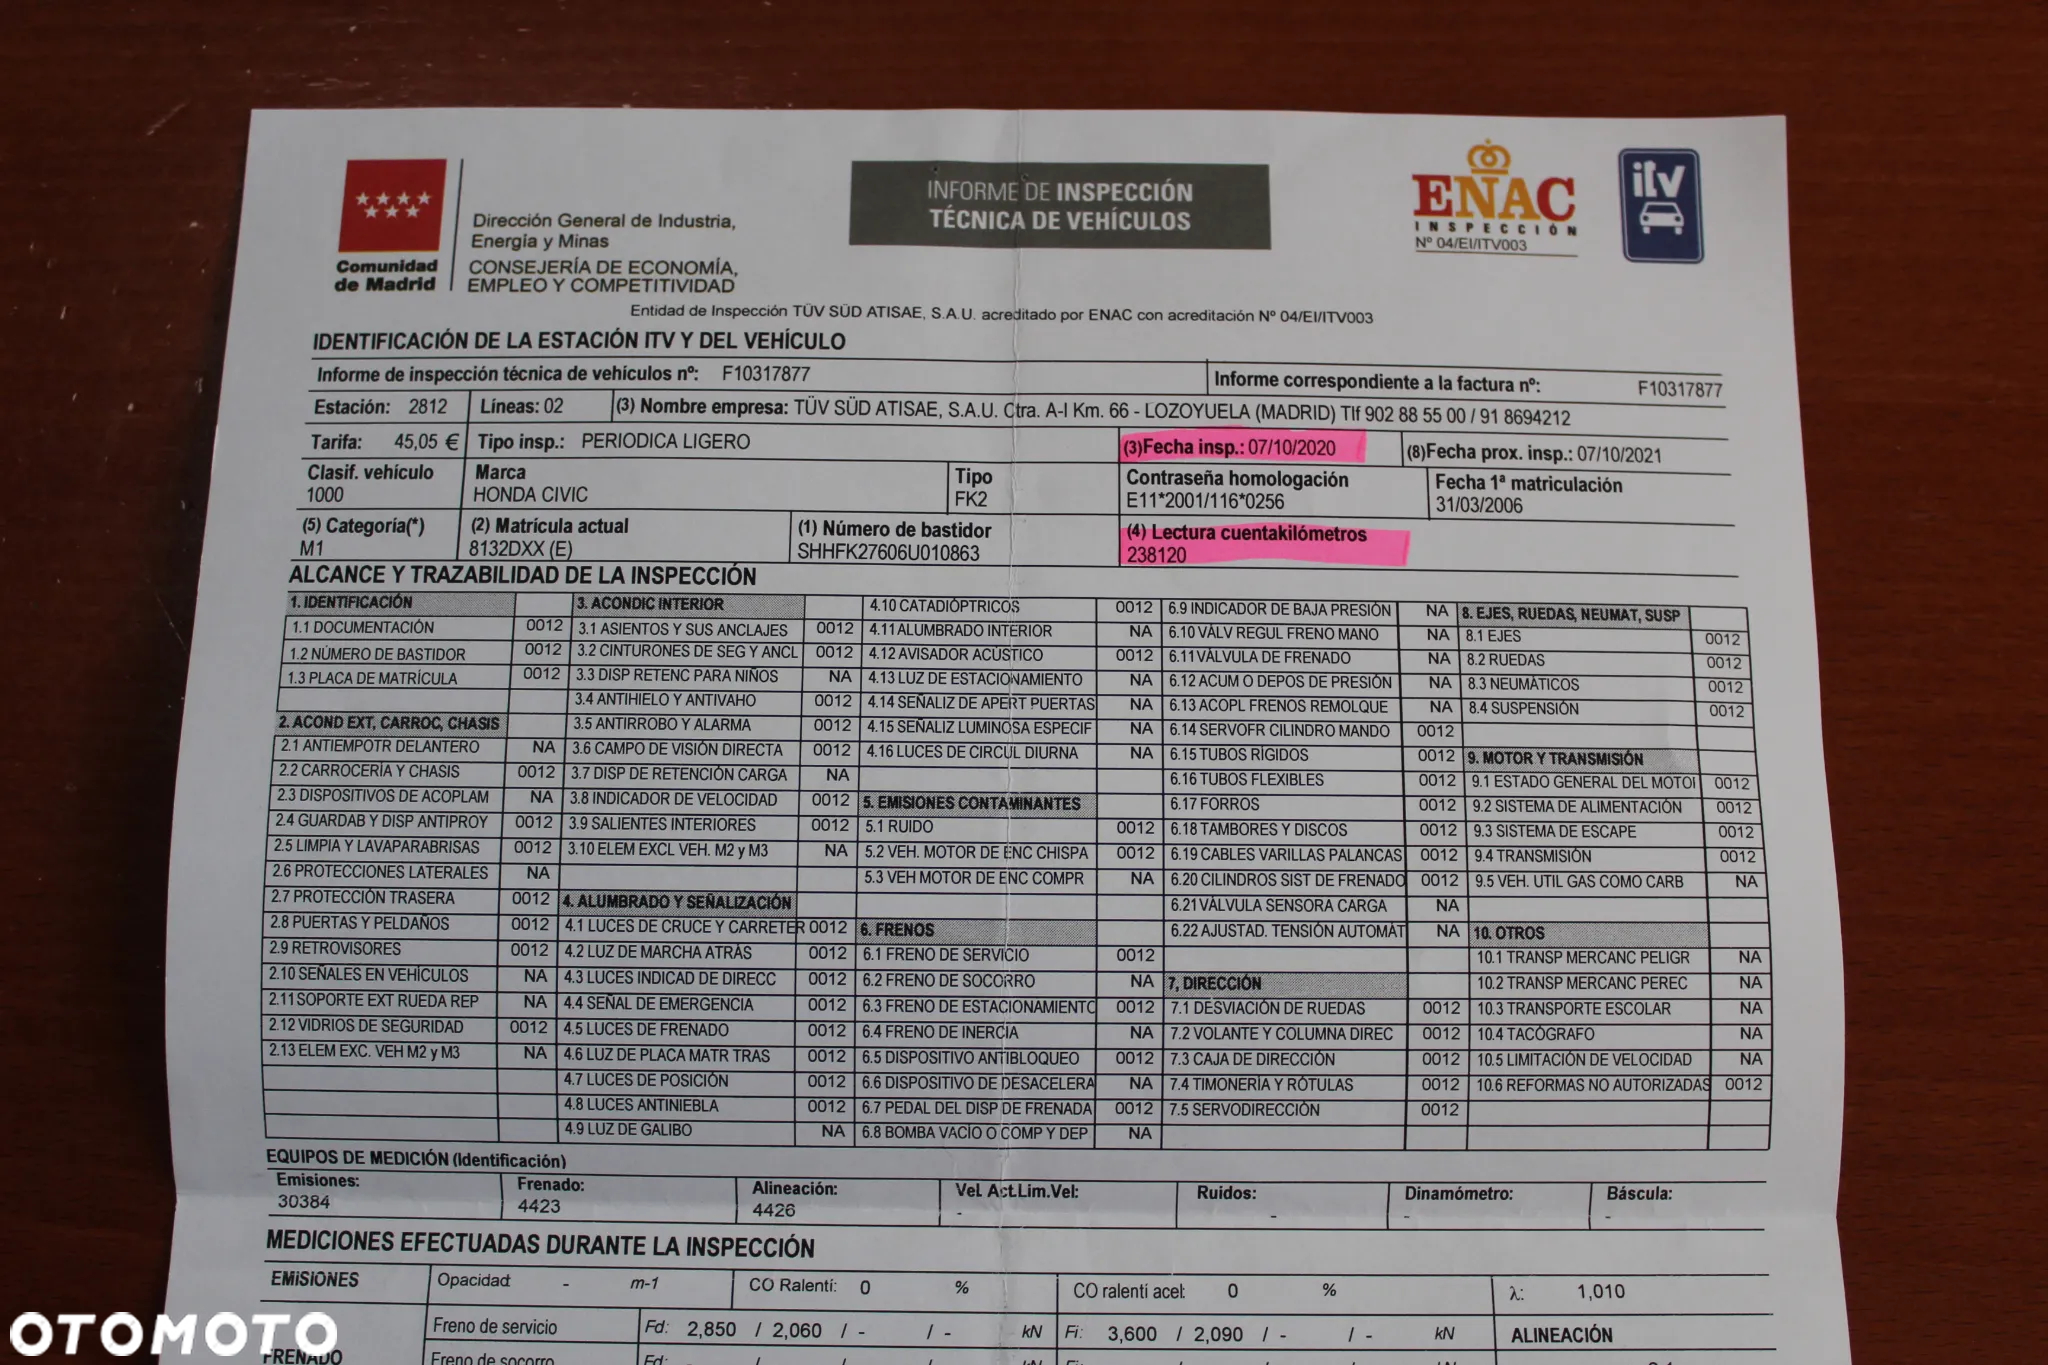 Comunidad
de Madrid
Dirección General de Industria,
Energía y Minas
CONSEJERÍA DE ECONOMÍA,
EMPLEO Y COMPETITIVIDAD
INFORME DE INSPECCIÓN
TÉCNICA DE VEHÍCULOS
ENAC
INSPECCIÓN
Nº 04/EI/ITV003
itv
Entidad de Inspección TÜV SÜD ATISAE, S.A.U. acreditado por ENAC con acreditación Nº 04/EI/ITV003
IDENTIFICACIÓN DE LA ESTACIÓN ITV Y DEL VEHÍCULO
Informe de inspección técnica de vehículos nº: F10317877
Informe correspondiente a la factura nº: F10317877
Estación: 2812 Líneas: 02 (3) Nombre empresa: TÜV SÜD ATISAE, S.A.U. Ctra. A-I Km. 66 - LOZOYUELA (MADRID) Tlf 902 88 55 00 / 91 8694212
Tarifa: 45,05 € Tipo insp.: PERIODICA LIGERO (3)Fecha insp.: 07/10/2020 (8)Fecha prox. insp.: 07/10/2021
Clasif. vehículo Marca Tipo Contraseña homologación Fecha 1ª matriculación
1000 HONDA CIVIC FK2 E11*2001/116*0256 31/03/2006
(5) Categoría(*) (2) Matrícula actual (1) Número de bastidor (4) Lectura cuentakilómetros
M1 8132DXX (E) SHHFK27606U010863 238120
ALCANCE Y TRAZABILIDAD DE LA INSPECCIÓN
1. IDENTIFICACIÓN
1.1 DOCUMENTACIÓN 0012
1.2 NÚMERO DE BASTIDOR 0012
1.3 PLACA DE MATRÍCULA 0012
2. ACOND EXT, CARROC, CHASIS
2.1 ANTIEMPOTR DELANTERO NA
2.2 CARROCERÍA Y CHASIS 0012
2.3 DISPOSITIVOS DE ACOPLAM NA
2.4 GUARDAB Y DISP ANTIPROY 0012
2.5 LIMPIA Y LAVAPARABRISAS 0012
2.6 PROTECCIONES LATERALES NA
2.7 PROTECCIÓN TRASERA 0012
2.8 PUERTAS Y PELDAÑOS 0012
2.9 RETROVISORES 0012
2.10 SEÑALES EN VEHÍCULOS NA
2.11 SOPORTE EXT RUEDA REP NA
2.12 VIDRIOS DE SEGURIDAD 0012
2.13 ELEM EXC. VEH M2 y M3 NA
3. ACONDIC INTERIOR
3.1 ASIENTOS Y SUS ANCLAJES 0012
3.2 CINTURONES DE SEG Y ANCL 0012
3.3 DISP RETENC PARA NIÑOS NA
3.4 ANTIHIELO Y ANTIVAHO 0012
3.5 ANTIRROBO Y ALARMA 0012
3.6 CAMPO DE VISIÓN DIRECTA 0012
3.7 DISP DE RETENCIÓN CARGA NA
3.8 INDICADOR DE VELOCIDAD 0012
3.9 SALIENTES INTERIORES 0012
3.10 ELEM EXCL VEH. M2 y M3 NA
4. ALUMBRADO Y SEÑALIZACIÓN
4.1 LUCES DE CRUCE Y CARRETER 0012
4.2 LUZ DE MARCHA ATRÁS 0012
4.3 LUCES INDICAD DE DIRECC 0012
4.4 SEÑAL DE EMERGENCIA 0012
4.5 LUCES DE FRENADO 0012
4.6 LUZ DE PLACA MATR TRAS 0012
4.7 LUCES DE POSICIÓN 0012
4.8 LUCES ANTINIEBLA 0012
4.9 LUZ DE GALIBO NA
4.10 CATADIÓPTRICOS 0012
4.11 ALUMBRADO INTERIOR NA
4.12 AVISADOR ACÚSTICO 0012
4.13 LUZ DE ESTACIONAMIENTO NA
4.14 SEÑALIZ DE APERT PUERTAS NA
4.15 SEÑALIZ LUMINOSA ESPECIF NA
4.16 LUCES DE CIRCUL DIURNA NA
5. EMISIONES CONTAMINANTES
5.1 RUIDO 0012
5.2 VEH. MOTOR DE ENC CHISPA 0012
5.3 VEH MOTOR DE ENC COMPR NA
6. FRENOS
6.1 FRENO DE SERVICIO 0012
6.2 FRENO DE SOCORRO NA
6.3 FRENO DE ESTACIONAMIENTO 0012
6.4 FRENO DE INERCIA NA
6.5 DISPOSITIVO ANTIBLOQUEO 0012
6.6 DISPOSITIVO DE DESACELERA NA
6.7 PEDAL DEL DISP DE FRENADA 0012
6.8 BOMBA VACÍO O COMP Y DEP NA
6.9 INDICADOR DE BAJA PRESIÓN NA
6.10 VÁLV REGUL FRENO MANO NA
6.11 VÁLVULA DE FRENADO NA
6.12 ACUM O DEPOS DE PRESIÓN NA
6.13 ACOPL FRENOS REMOLQUE NA
6.14 SERVOFR CILINDRO MANDO 0012
6.15 TUBOS RÍGIDOS 0012
6.16 TUBOS FLEXIBLES 0012
6.17 FORROS 0012
6.18 TAMBORES Y DISCOS 0012
6.19 CABLES VARILLAS PALANCAS 0012
6.20 CILINDROS SIST DE FRENADO 0012
6.21 VÁLVULA SENSORA CARGA NA
6.22 AJUSTAD. TENSIÓN AUTOMÁT NA
7, DIRECCIÓN
7.1 DESVIACIÓN DE RUEDAS 0012
7.2 VOLANTE Y COLUMNA DIREC 0012
7.3 CAJA DE DIRECCIÓN 0012
7.4 TIMONERÍA Y RÓTULAS 0012
7.5 SERVODIRECCIÓN 0012
8. EJES, RUEDAS, NEUMAT, SUSP
8.1 EJES 0012
8.2 RUEDAS 0012
8.3 NEUMÁTICOS 0012
8.4 SUSPENSIÓN 0012
9. MOTOR Y TRANSMISIÓN
9.1 ESTADO GENERAL DEL MOTOI 0012
9.2 SISTEMA DE ALIMENTACIÓN 0012
9.3 SISTEMA DE ESCAPE 0012
9.4 TRANSMISIÓN 0012
9.5 VEH. UTIL GAS COMO CARB NA
10. OTROS
10.1 TRANSP MERCANC PELIGR NA
10.2 TRANSP MERCANC PEREC NA
10.3 TRANSPORTE ESCOLAR NA
10.4 TACÓGRAFO NA
10.5 LIMITACIÓN DE VELOCIDAD NA
10.6 REFORMAS NO AUTORIZADAS 0012
EQUIPOS DE MEDICIÓN (Identificación)
Emisiones: Frenado: Alineación: Vel. Act.Lim.Vel: Ruidos: Dinamómetro: Báscula:
30384 4423 4426 - - - -
MEDICIONES EFECTUADAS DURANTE LA INSPECCIÓN
EMISIONES Opacidad: - m-1 CO Ralentí: 0 % CO ralenti acel: 0 % λ: 1,010
FRENADO Freno de servicio Fd: 2,850 / 2,060 / - / - kN Fi: 3,600 / 2,090 / - / - kN ALINEACIÓN
Freno de socorro Fd:
OTOMOTO